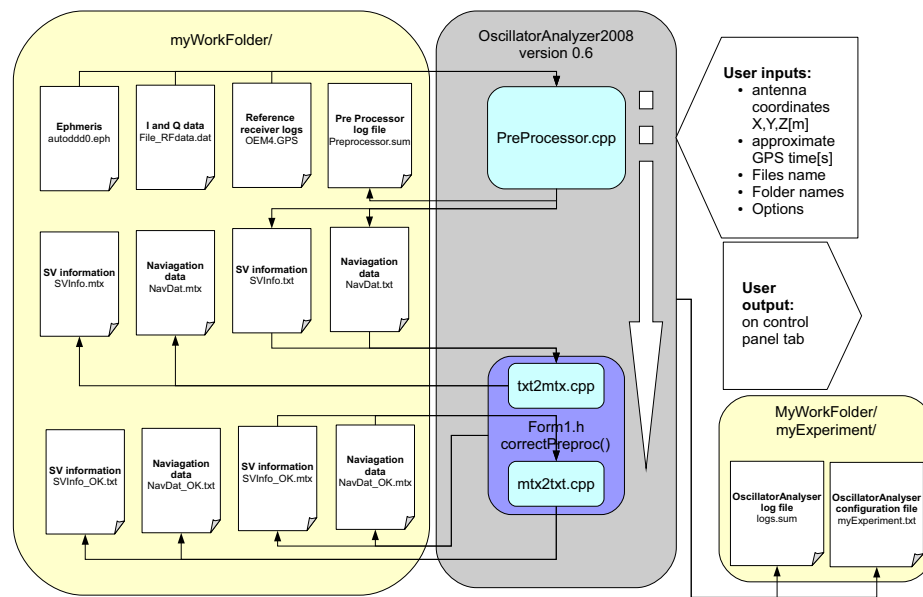 myWorkFolder/
OscillatorAnalyzer2008
version 0.6
Ephmeris
autoddd0.eph
I and Q data
File_RFdata.dat
Reference
receiver logs
OEM4.GPS
Pre Processor
log file
Preprocessor.sum
PreProcessor.cpp
User inputs:
• antenna
coordinates
X,Y,Z[m]
• approximate
GPS time[s]
• Files name
• Folder names
• Options
SV information
SVInfo.mtx
Naviagation
data
NavDat.mtx
SV information
SVInfo.txt
Naviagation
data
NavDat.txt
User
output:
on control
panel tab
txt2mtx.cpp
Form1.h
correctPreproc()
mtx2txt.cpp
SV information
SVInfo_OK.txt
Naviagation
data
NavDat_OK.txt
SV information
SVInfo_OK.mtx
Naviagation
data
NavDat_OK.mtx
MyWorkFolder/
myExperiment/
OscillatorAnalyser
log file
logs.sum
OscillatorAnalyser
configuration file
myExperiment.txt